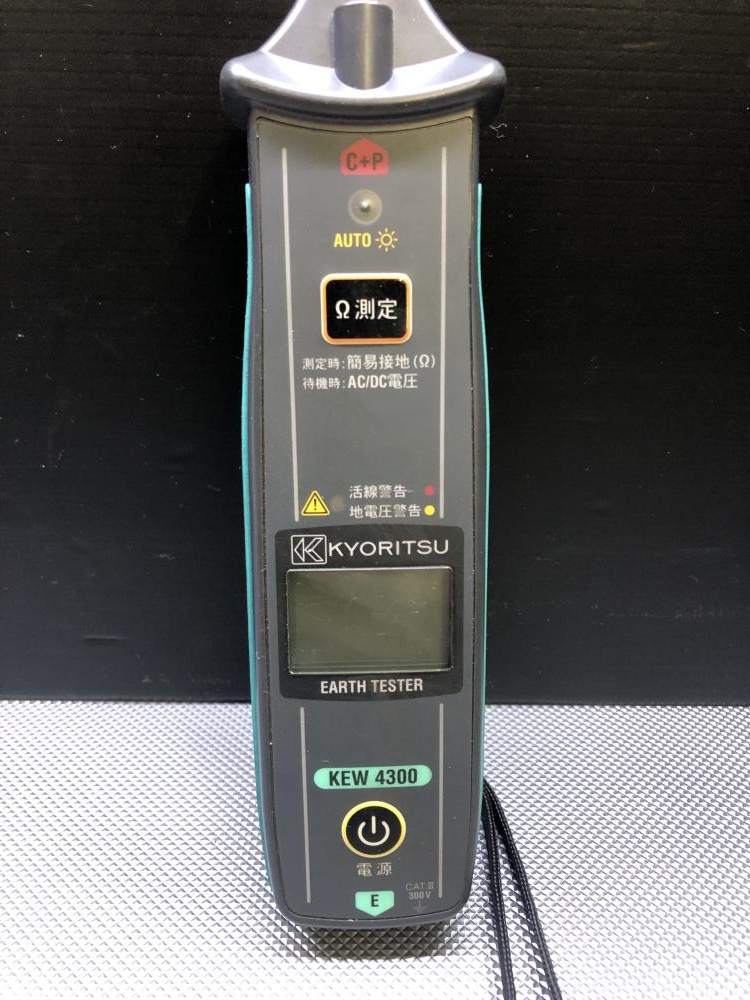 C+P
AUTO
Ω 測定
測定時:簡易接地(Ω)
待機時:AC/DC電圧
活線警告
地電圧警告
KYORITSU
EARTH TESTER
KEW 4300
電源
CAT.Ⅲ
E
300V